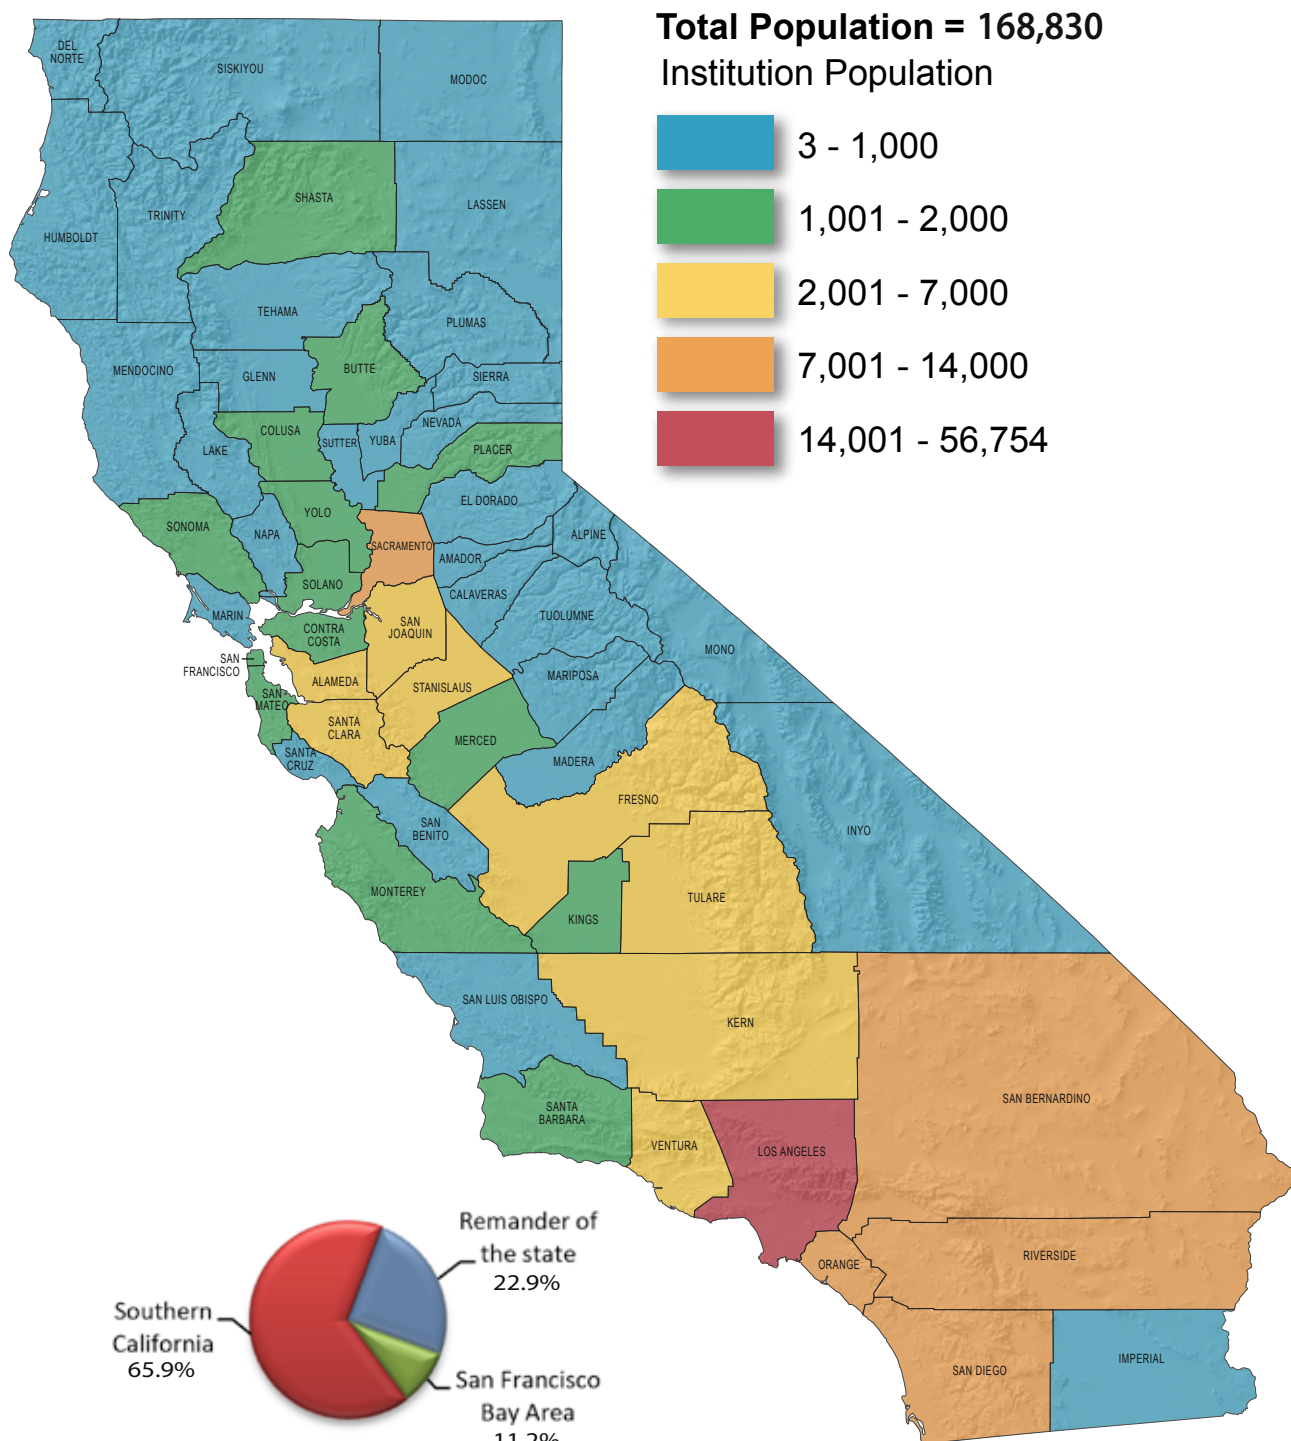 Total Population = 168,830
Institution Population
3 - 1,000
1,001 - 2,000
2,001 - 7,000
7,001 - 14,000
14,001 - 56,754
DEL
NORTE
SISKIYOU
MODOC
HUMBOLDT
TRINITY
SHASTA
LASSEN
TEHAMA
PLUMAS
MENDOCINO
GLENN
BUTTE
SIERRA
LAKE
COLUSA
SUTTER
YUBA
NEVADA
PLACER
SONOMA
NAPA
YOLO
EL DORADO
SACRAMENTO
ALPINE
AMADOR
MARIN
SOLANO
CALAVERAS
TUOLUMNE
CONTRA
COSTA
SAN
JOAQUIN
MONO
SAN
FRANCISCO
ALAMEDA
STANISLAUS
MARIPOSA
SAN
MATEO
SANTA
CLARA
MERCED
SANTA
CRUZ
MADERA
FRESNO
SAN
BENITO
INYO
MONTEREY
KINGS
TULARE
SAN LUIS OBISPO
KERN
SANTA
BARBARA
VENTURA
LOS ANGELES
SAN BERNARDINO
ORANGE
RIVERSIDE
SAN DIEGO
IMPERIAL
Remander of
the state
22.9%
Southern
California
65.9%
San Francisco
Bay Area
11.2%